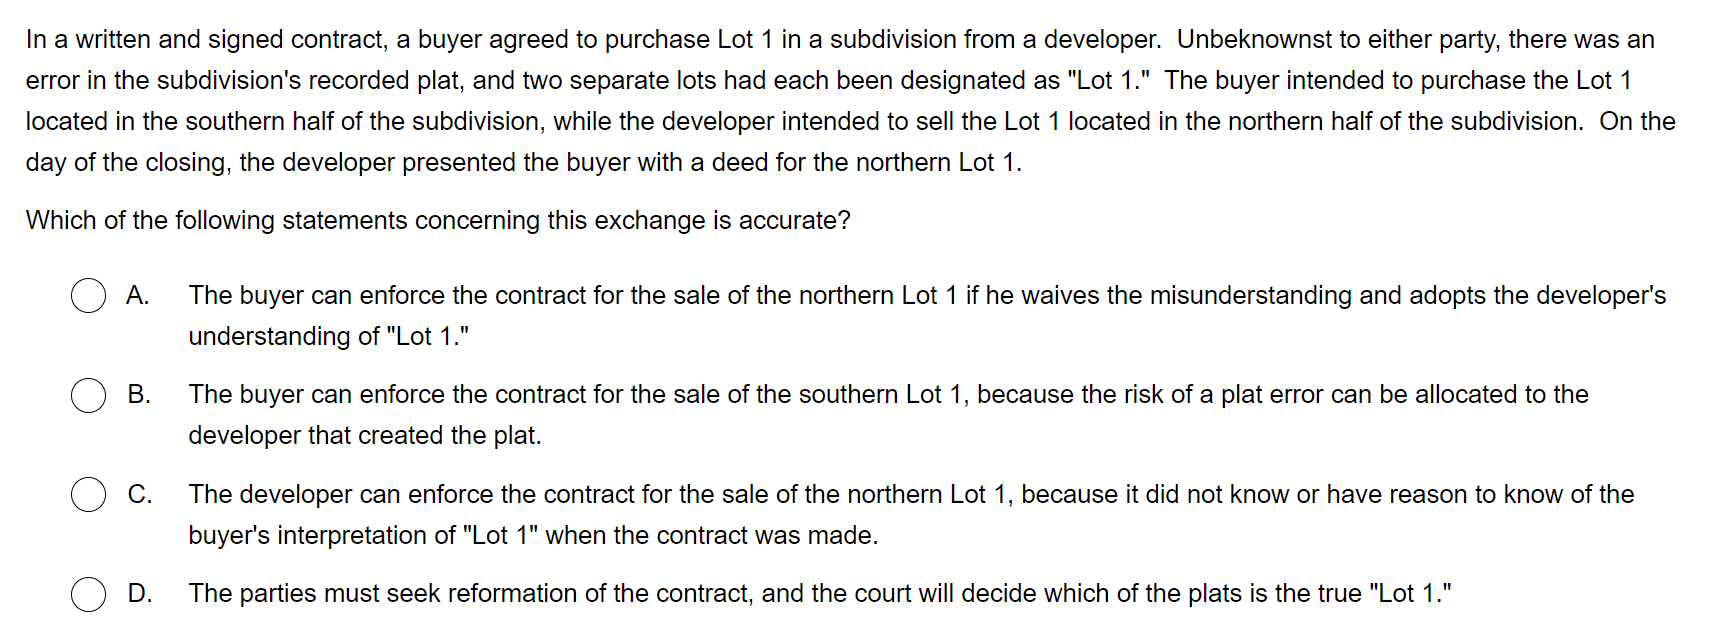 In a written and signed contract, a buyer agreed to purchase Lot 1 in a subdivision from a developer.  Unbeknownst to either party, there was an
error in the subdivision's recorded plat, and two separate lots had each been designated as "Lot 1."  The buyer intended to purchase the Lot 1
located in the southern half of the subdivision, while the developer intended to sell the Lot 1 located in the northern half of the subdivision.  On the
day of the closing, the developer presented the buyer with a deed for the northern Lot 1.
Which of the following statements concerning this exchange is accurate?
A. The buyer can enforce the contract for the sale of the northern Lot 1 if he waives the misunderstanding and adopts the developer's
understanding of "Lot 1."
B. The buyer can enforce the contract for the sale of the southern Lot 1, because the risk of a plat error can be allocated to the
developer that created the plat.
C. The developer can enforce the contract for the sale of the northern Lot 1, because it did not know or have reason to know of the
buyer's interpretation of "Lot 1" when the contract was made.
D. The parties must seek reformation of the contract, and the court will decide which of the plats is the true "Lot 1."